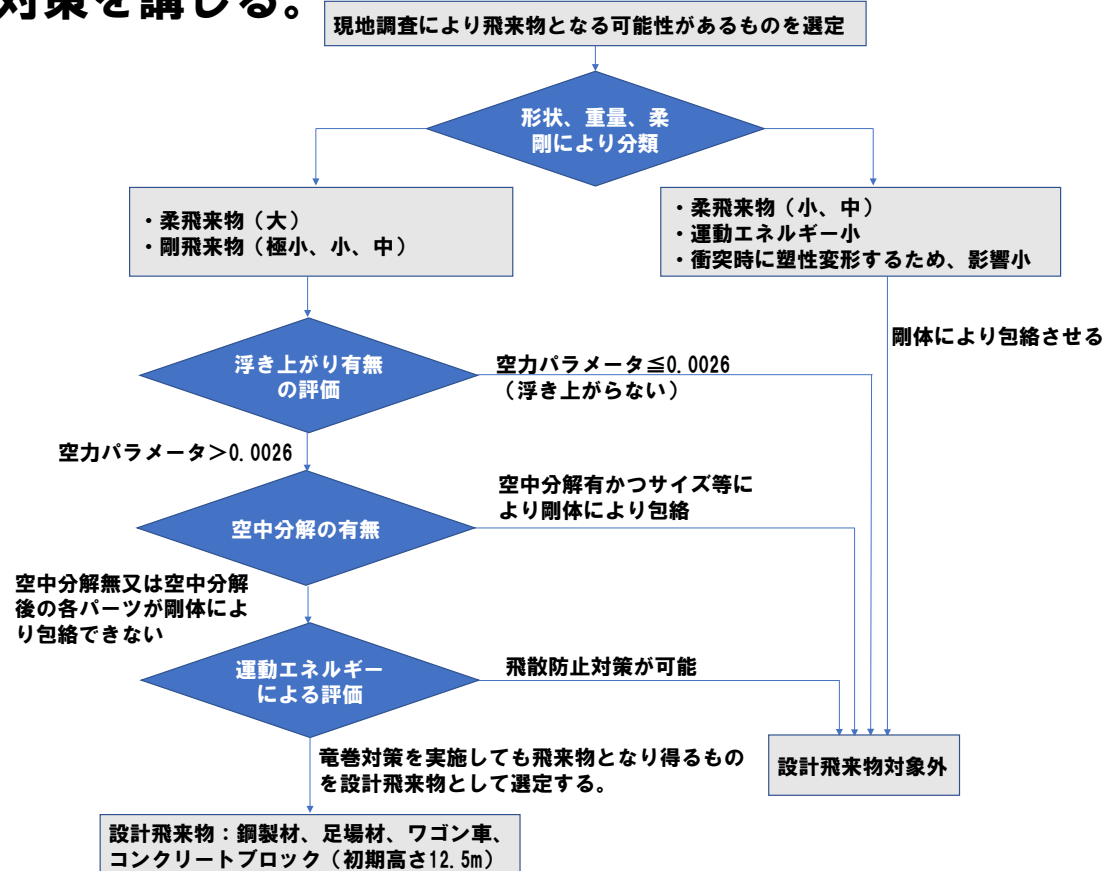 対策を講じる。
現地調査により飛来物となる可能性があるものを選定
形状、重量、柔
剛により分類
・柔飛来物（大）
・剛飛来物（極小、小、中）
・柔飛来物（小、中）
・運動エネルギー小
・衝突時に塑性変形するため、影響小
剛体により包絡させる
浮き上がり有無
の評価
空力パラメータ≦0.0026
（浮き上がらない）
空力パラメータ＞0.0026
空中分解の有無
空中分解有かつサイズ等に
より剛体により包絡
空中分解無又は空中分解
後の各パーツが剛体によ
り包絡できない
運動エネルギー
による評価
飛散防止対策が可能
竜巻対策を実施しても飛来物となり得るもの
を設計飛来物として選定する。
設計飛来物対象外
設計飛来物：鋼製材、足場材、ワゴン車、
コンクリートブロック（初期高さ12.5m）